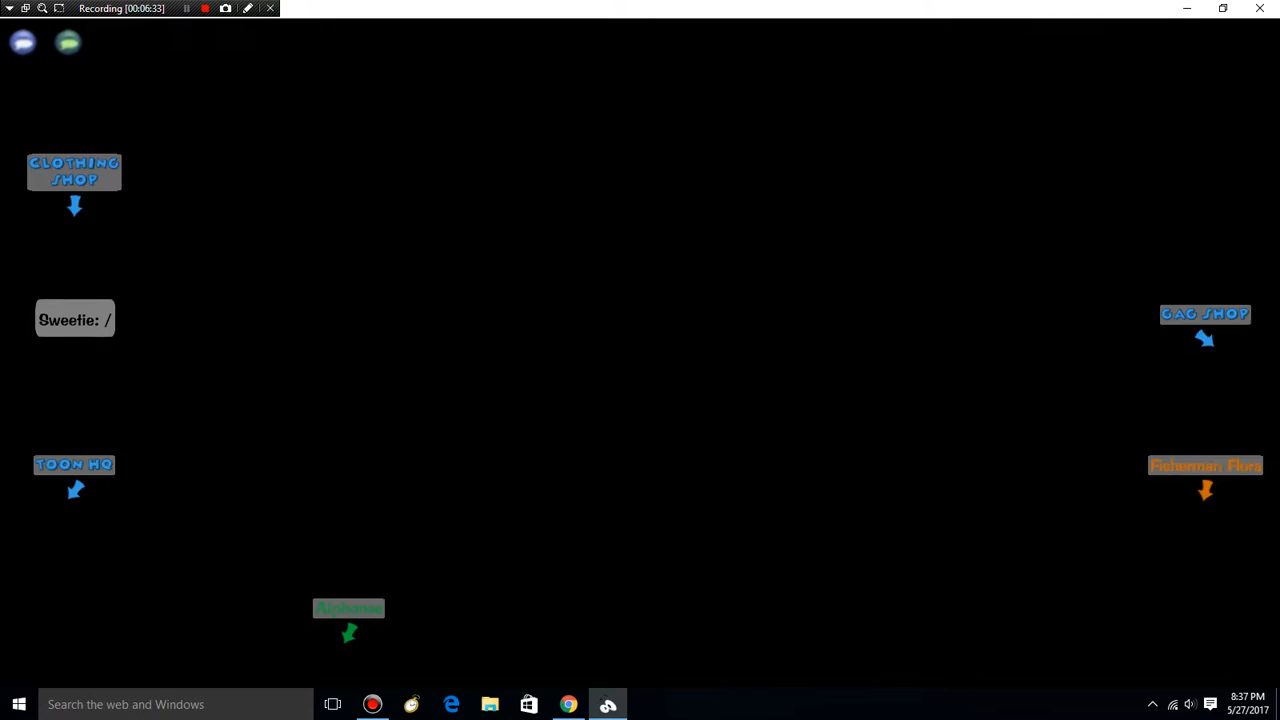 Recording [00:06:33]
CLOTHING
SHOP
Sweetie: /
GAG SHOP
TOON HQ
Fisherman Flora
Alphonse
Search the web and Windows
8:37 PM
5/27/2017